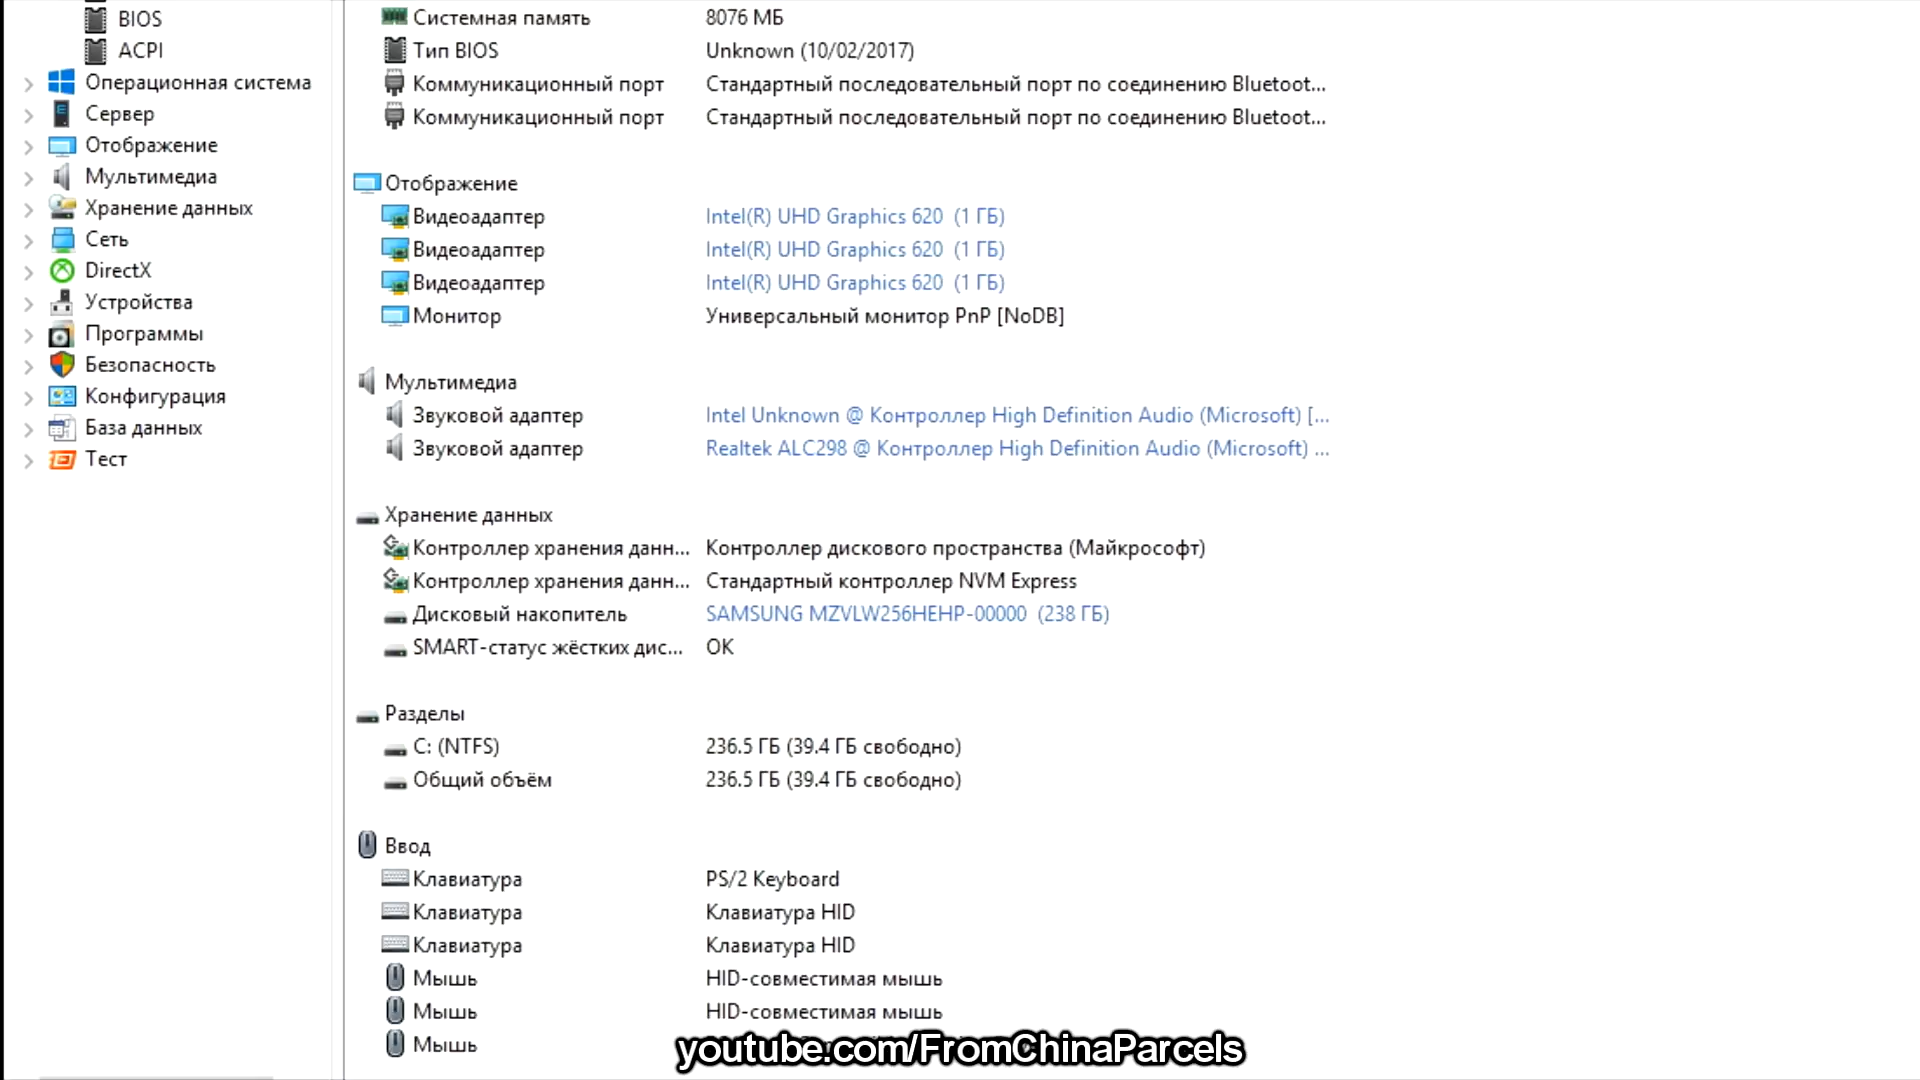 BIOS
ACPI
Операционная система
Сервер
Отображение
Мультимедиа
Хранение данных
Сеть
DirectX
Устройства
Программы
Безопасность
Конфигурация
База данных
Тест
Системная память 8076 МБ
Тип BIOS Unknown (10/02/2017)
Коммуникационный порт Стандартный последовательный порт по соединению Bluetoot...
Коммуникационный порт Стандартный последовательный порт по соединению Bluetoot...
Отображение
Видеоадаптер Intel(R) UHD Graphics 620 (1 ГБ)
Видеоадаптер Intel(R) UHD Graphics 620 (1 ГБ)
Видеоадаптер Intel(R) UHD Graphics 620 (1 ГБ)
Монитор Универсальный монитор PnP [NoDB]
Мультимедиа
Звуковой адаптер Intel Unknown @ Контроллер High Definition Audio (Microsoft) [...
Звуковой адаптер Realtek ALC298 @ Контроллер High Definition Audio (Microsoft) ...
Хранение данных
Контроллер хранения данн... Контроллер дискового пространства (Майкрософт)
Контроллер хранения данн... Стандартный контроллер NVM Express
Дисковый накопитель SAMSUNG MZVLW256HEHP-00000 (238 ГБ)
SMART-статус жёстких дис... OK
Разделы
C: (NTFS) 236.5 ГБ (39.4 ГБ свободно)
Общий объём 236.5 ГБ (39.4 ГБ свободно)
Ввод
Клавиатура PS/2 Keyboard
Клавиатура Клавиатура HID
Клавиатура Клавиатура HID
Мышь HID-совместимая мышь
Мышь HID-совместимая мышь
Мышь
youtube.com/FromChinaParcels